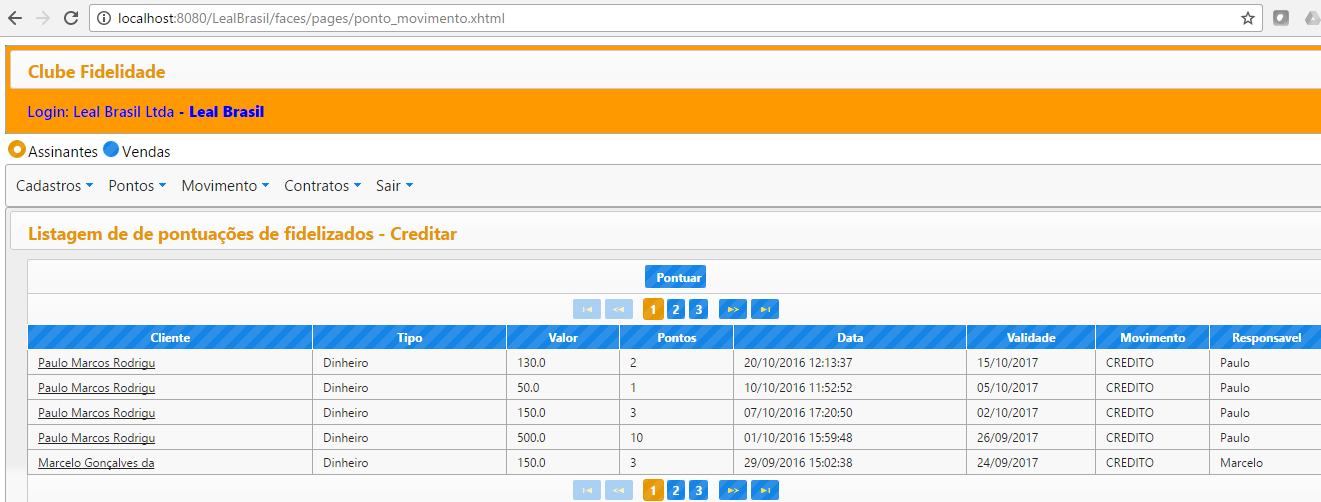 localhost:8080/LealBrasil/faces/pages/ponto_movimento.xhtml
Clube Fidelidade
Login: Leal Brasil Ltda - Leal Brasil
Assinantes Vendas
Cadastros Pontos Movimento Contratos Sair
Listagem de de pontuações de fidelizados - Creditar
Pontuar
1 2 3
Cliente Tipo Valor Pontos Data Validade Movimento Responsavel
Paulo Marcos Rodrigu Dinheiro 130.0 2 20/10/2016 12:13:37 15/10/2017 CREDITO Paulo
Paulo Marcos Rodrigu Dinheiro 50.0 1 10/10/2016 11:52:52 05/10/2017 CREDITO Paulo
Paulo Marcos Rodrigu Dinheiro 150.0 3 07/10/2016 17:20:50 02/10/2017 CREDITO Paulo
Paulo Marcos Rodrigu Dinheiro 500.0 10 01/10/2016 15:59:48 26/09/2017 CREDITO Paulo
Marcelo Gonçalves da Dinheiro 150.0 3 29/09/2016 15:02:38 24/09/2017 CREDITO Marcelo
1 2 3